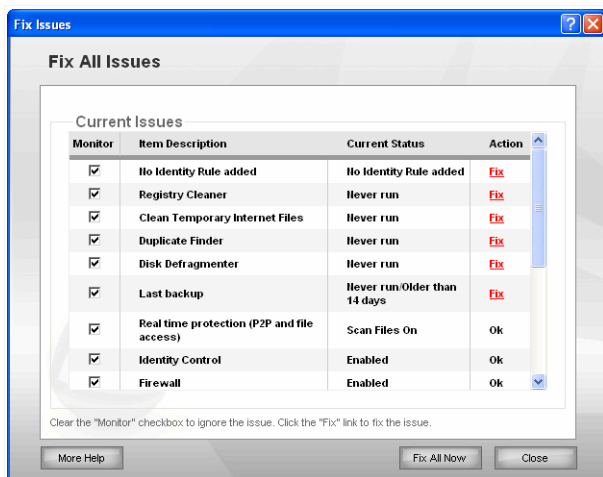 Fix Issues
Fix All Issues
Current Issues
Monitor Item Description Current Status Action
No Identity Rule added No Identity Rule added Fix
Registry Cleaner Never run Fix
Clean Temporary Internet Files Never run Fix
Duplicate Finder Never run Fix
Disk Defragmenter Never run Fix
Last backup Never run/Older than 14 days Fix
Real time protection (P2P and file access) Scan Files On Ok
Identity Control Enabled Ok
Firewall Enabled Ok
Clear the "Monitor" checkbox to ignore the issue. Click the "Fix" link to fix the issue.
More Help Fix All Now Close